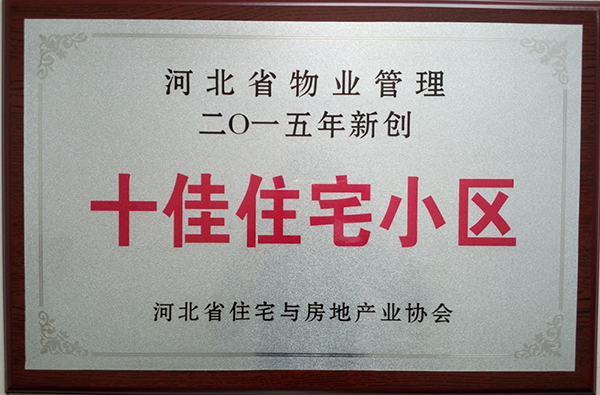 河北省物业管理
二〇一五年新创
十佳住宅小区
河北省住宅与房地产业协会